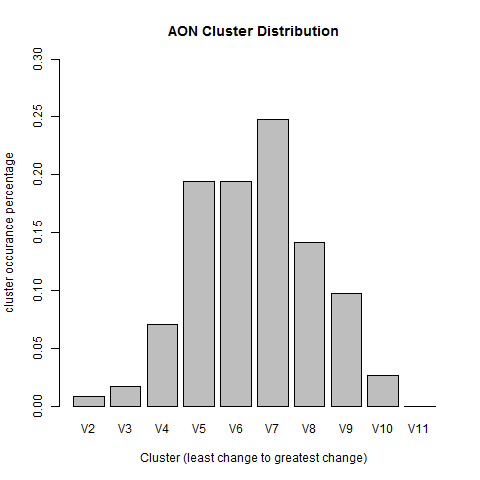 AON Cluster Distribution
cluster occurance percentage
0.30
0.25
0.20
0.15
0.10
0.05
0.00
V2 V3 V4 V5 V6 V7 V8 V9 V10 V11
Cluster (least change to greatest change)